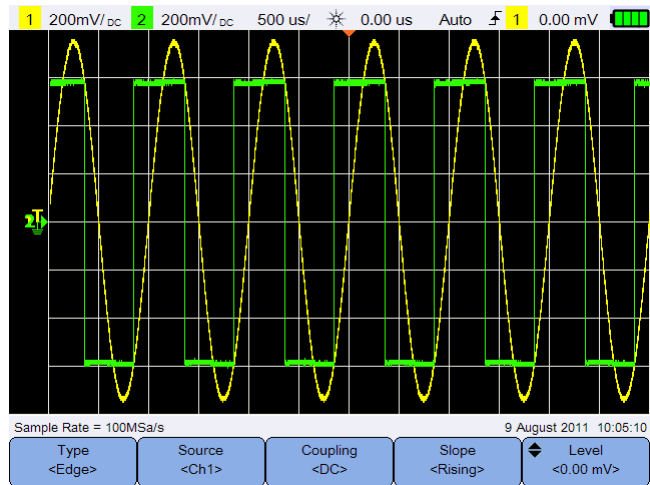 1 200mV/ DC 2 200mV/ DC 500 us/ 0.00 us Auto 1 0.00 mV
2 T
Sample Rate = 100MSa/s 9 August 2011 10:05:10
Type Source Coupling Slope Level
<Edge> <Ch1> <DC> <Rising> <0.00 mV>